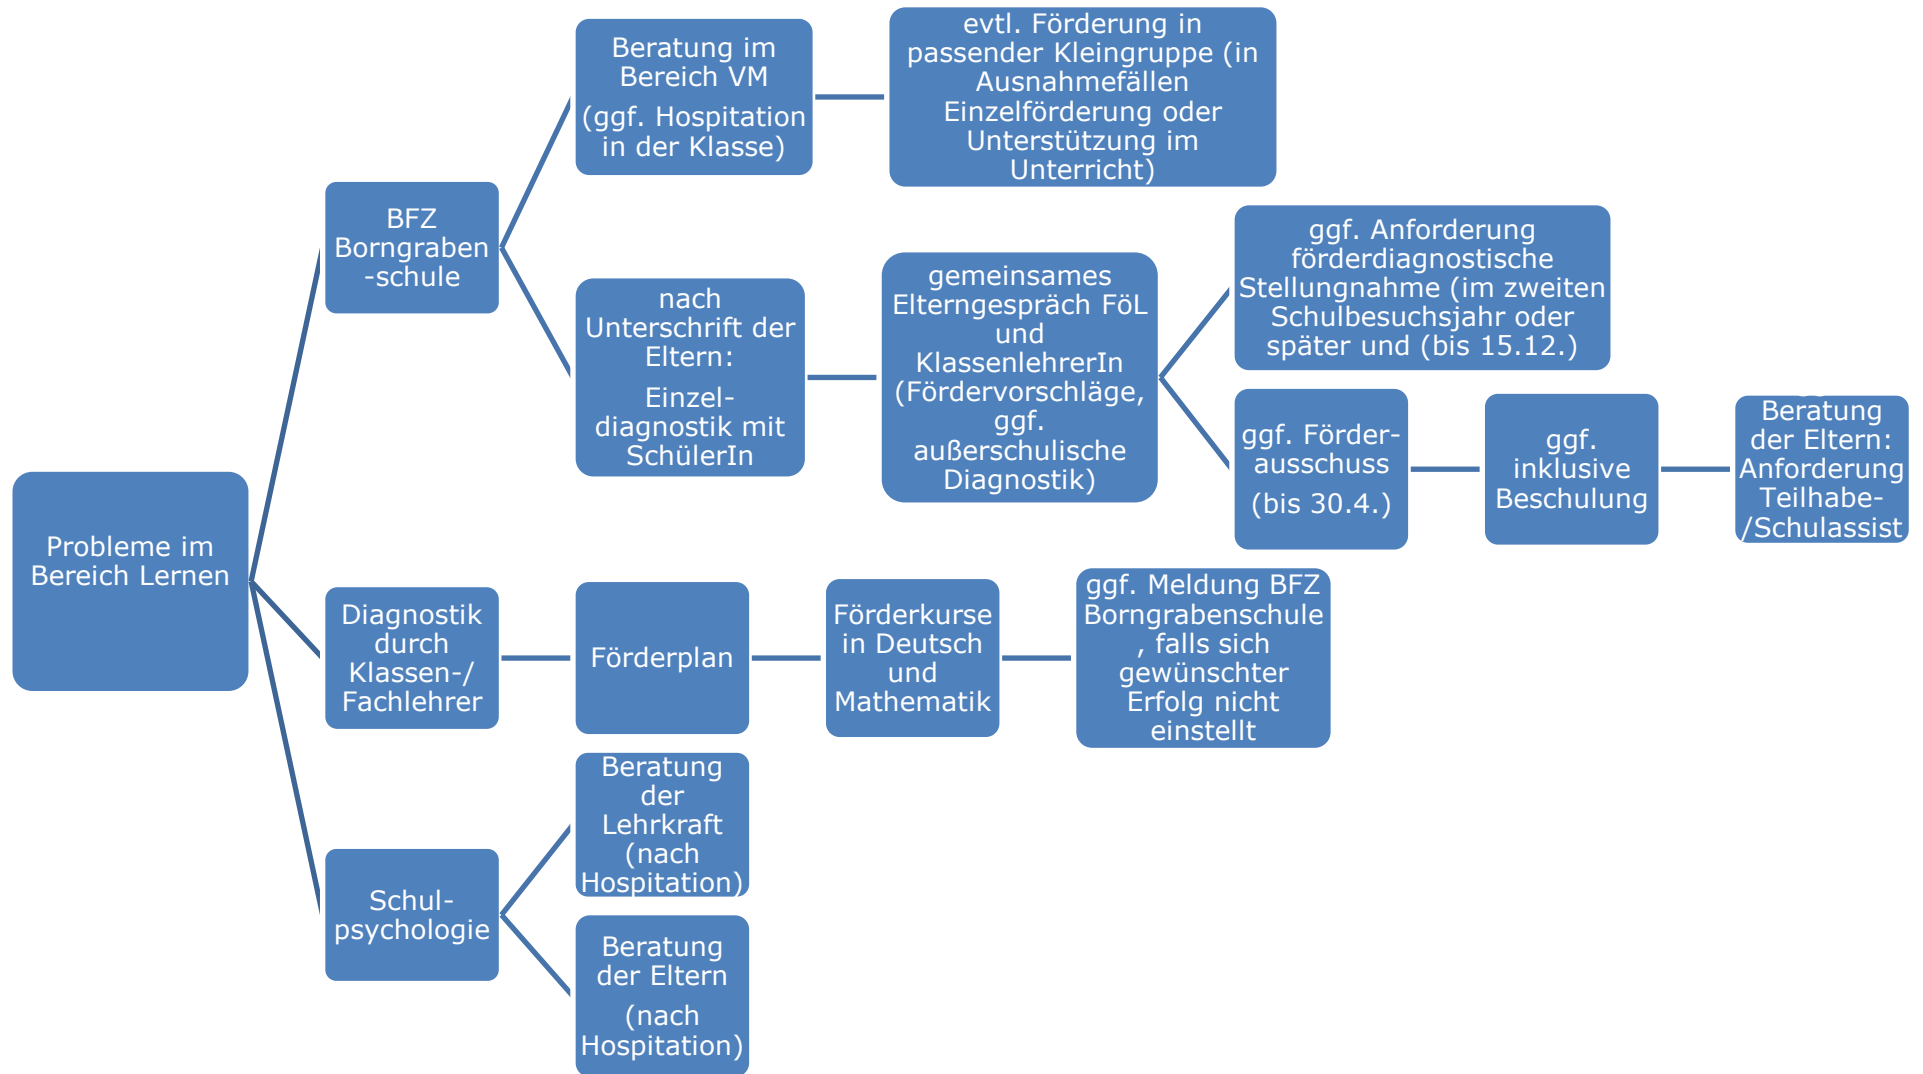 Probleme im
Bereich Lernen
BFZ
Borngraben
-schule
Beratung im
Bereich VM
(ggf. Hospitation
in der Klasse)
evtl. Förderung in
passender Kleingruppe (in
Ausnahmefällen
Einzelförderung oder
Unterstützung im
Unterricht)
nach
Unterschrift der
Eltern:
Einzel-
diagnostik mit
SchülerIn
gemeinsames
Elterngespräch FöL
und
KlassenlehrerIn
(Fördervorschläge,
ggf.
außerschulische
Diagnostik)
ggf. Anforderung
förderdiagnostische
Stellungnahme (im zweiten
Schulbesuchsjahr oder
später und (bis 15.12.)
ggf. Förder-
ausschuss
(bis 30.4.)
ggf.
inklusive
Beschulung
Beratung
der Eltern:
Anforderung
Teilhabe-
/Schulassist
Diagnostik
durch
Klassen-/
Fachlehrer
Förderplan
Förderkurse
in Deutsch
und
Mathematik
ggf. Meldung BFZ
Borngrabenschule
, falls sich
gewünschter
Erfolg nicht
einstellt
Schul-
psychologie
Beratung
der
Lehrkraft
(nach
Hospitation)
Beratung
der Eltern
(nach
Hospitation)